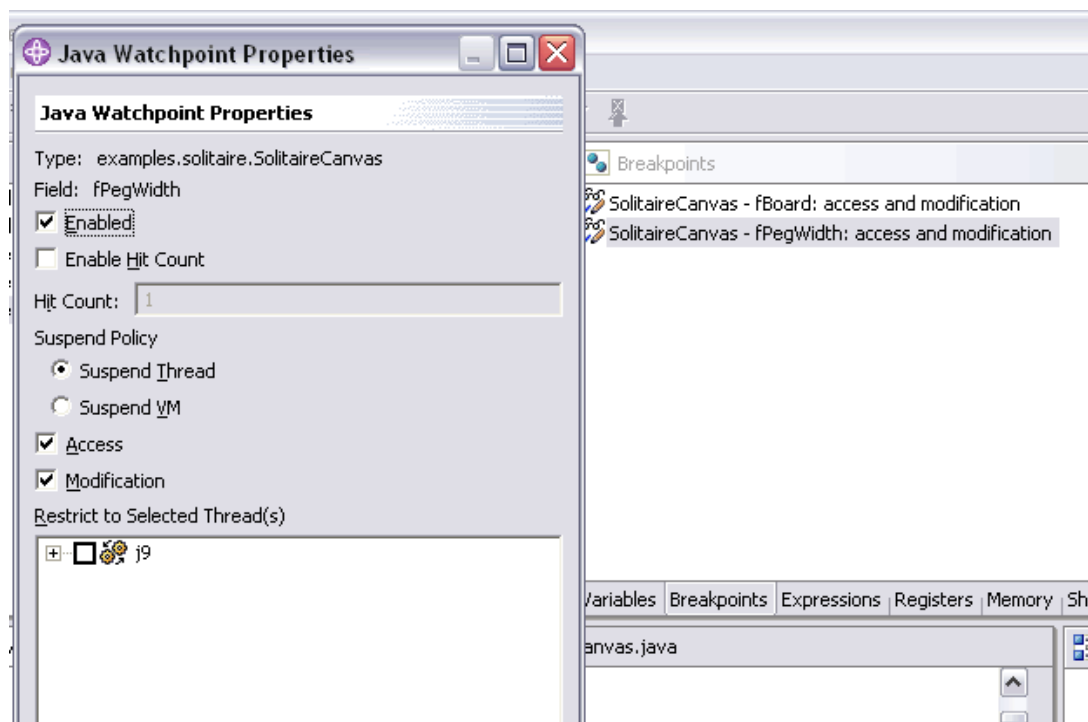 Java Watchpoint Properties
Java Watchpoint Properties
Type: examples.solitaire.SolitaireCanvas
Field: fPegWidth
Enabled
Enable Hit Count
Hit Count: 1
Suspend Policy
Suspend Thread
Suspend VM
Access
Modification
Restrict to Selected Thread(s)
j9
Breakpoints
SolitaireCanvas - fBoard: access and modification
SolitaireCanvas - fPegWidth: access and modification
Variables Breakpoints Expressions Registers Memory Sh
anvas.java